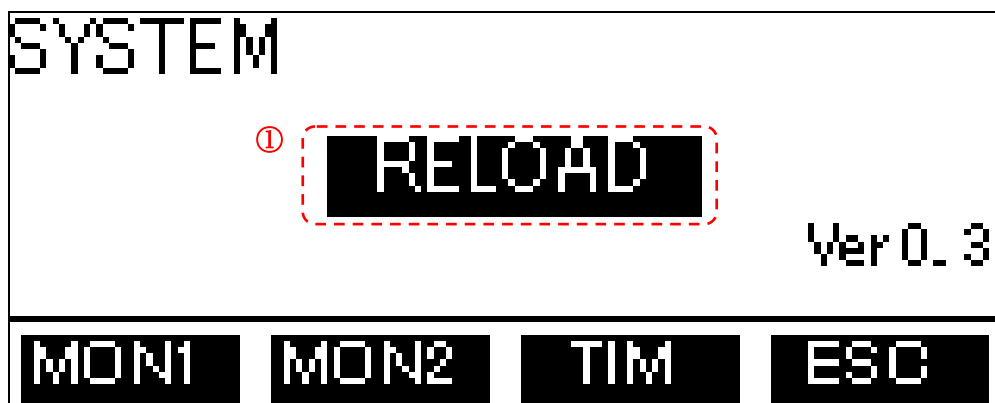 SYSTEM
① RELOAD
Ver 0. 3
MON1 MON2 TIM ESC